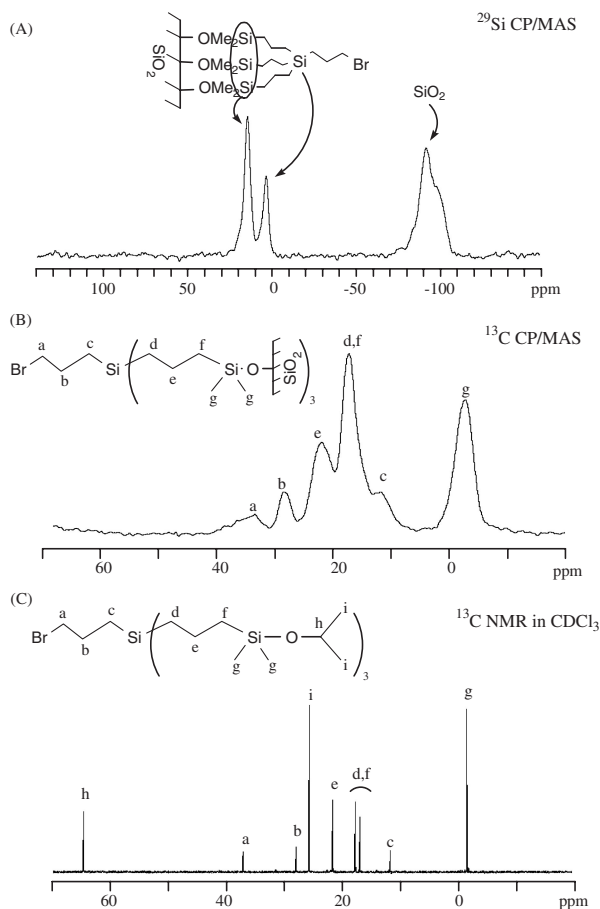 (A)
29Si CP/MAS
SiO2
OMe2Si
OMe2Si
OMe2Si
Si
Br
SiO2
100 50 0 -50 -100 ppm
(B)
13C CP/MAS
a c d f
Br b Si e Si O SiO2
g g 3
d,f
g
e
b
c
a
60 40 20 0 ppm
(C)
13C NMR in CDCl3
a c d f h i
Br b Si e Si O i
g g 3
i
g
h
e
d,f
b
a
c
60 40 20 0 ppm